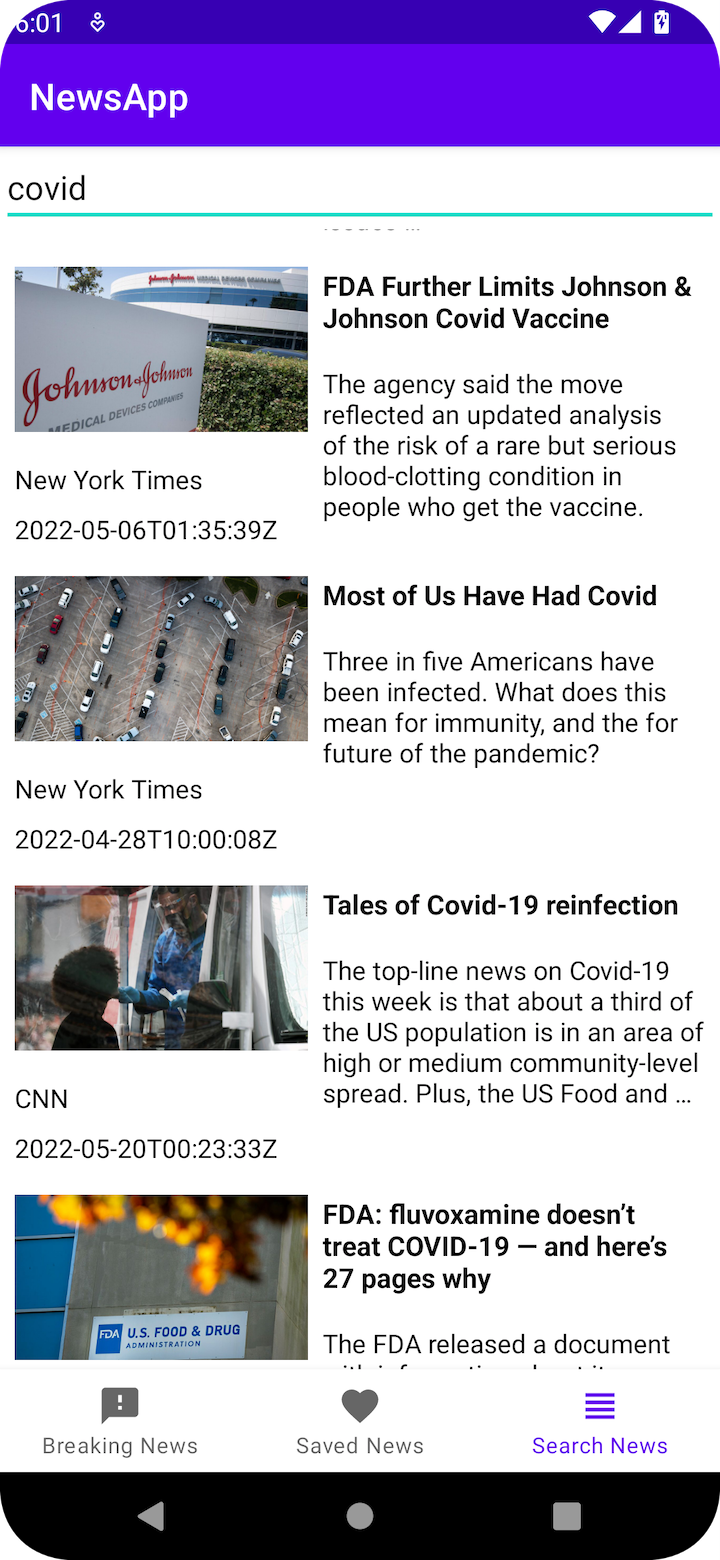 6:01
NewsApp
covid
FDA Further Limits Johnson &
Johnson Covid Vaccine
The agency said the move
reflected an updated analysis
of the risk of a rare but serious
blood-clotting condition in
people who get the vaccine.
Johnson & Johnson MEDICAL DEVICES COMPANIES
Johnson & Johnson
MEDICAL DEVICES COMPANIES
New York Times
2022-05-06T01:35:39Z
Most of Us Have Had Covid
Three in five Americans have
been infected. What does this
mean for immunity, and the for
future of the pandemic?
New York Times
2022-04-28T10:00:08Z
Tales of Covid-19 reinfection
The top-line news on Covid-19
this week is that about a third of
the US population is in an area of
high or medium community-level
spread. Plus, the US Food and ...
CNN
2022-05-20T00:23:33Z
FDA: fluvoxamine doesn’t
treat COVID-19 — and here’s
27 pages why
The FDA released a document
FDA U.S. FOOD & DRUG
ADMINISTRATION
Breaking News
Saved News
Search News